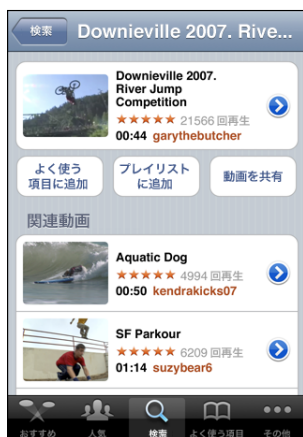 検索
Downieville 2007. Rive...
Downieville 2007.
River Jump
Competition
★★★★★ 21566 回再生
00:44 garythebutcher
よく使う
項目に追加
プレイリスト
に追加
動画を共有
関連動画
Aquatic Dog
★★★★★ 4994 回再生
00:50 kendrakicks07
SF Parkour
★★★★★ 6209 回再生
01:14 suzybear6
おすすめ
人気
検索
よく使う項目
その他